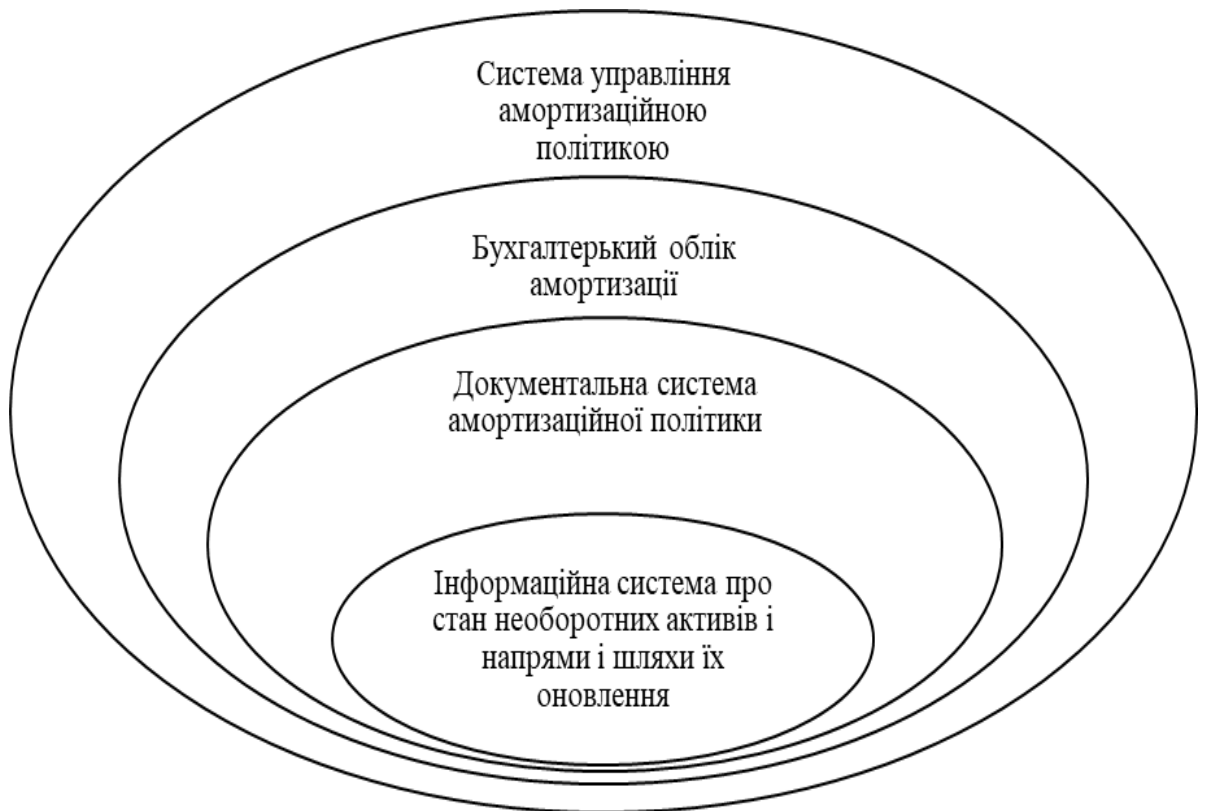 Система управління
амортизаційною
політикою
Бухгалтерький облік
амортизації
Документальна система
амортизаційної політики
Інформаційна система про
стан необоротних активів і
напрями і шляхи їх
оновлення